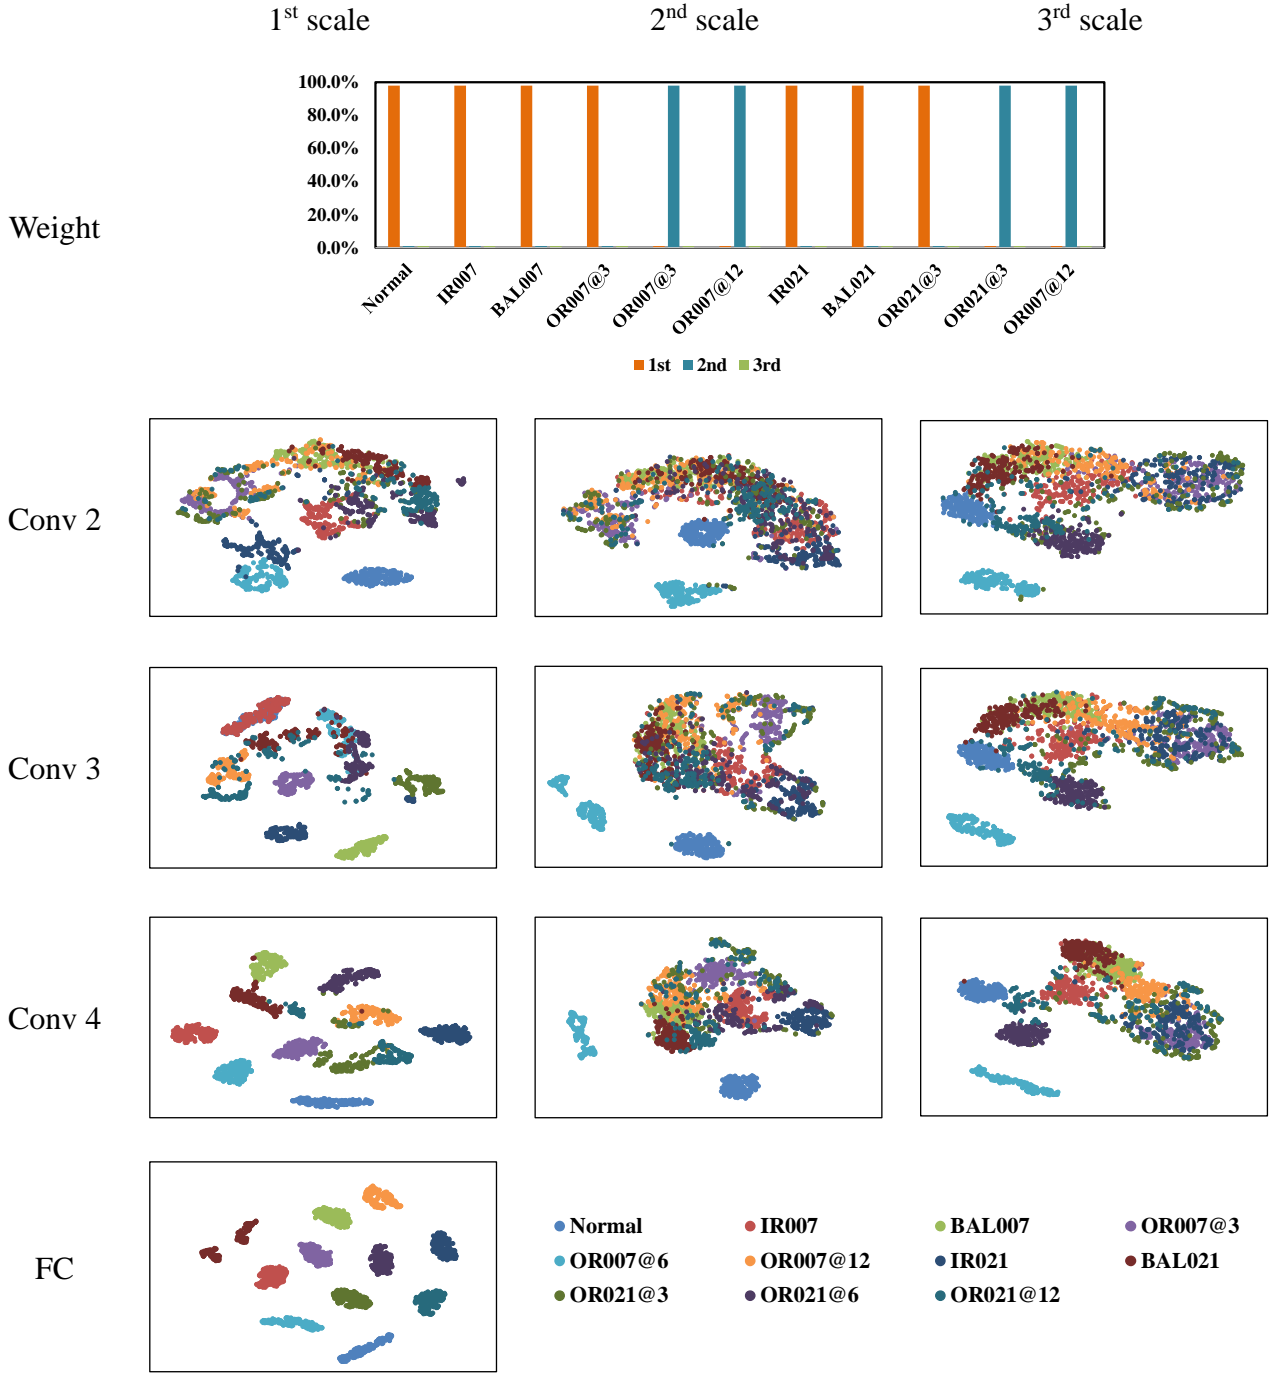 1st scale
2nd scale
3rd scale
Weight
100.0%
80.0%
60.0%
40.0%
20.0%
0.0%
Normal
IR007
BAL007
OR007@3
OR007@3
OR007@12
IR021
BAL021
OR021@3
OR021@3
OR007@12
1st 2nd 3rd
Conv 2
Conv 3
Conv 4
FC
Normal IR007 BAL007 OR007@3
OR007@6 OR007@12 IR021 BAL021
OR021@3 OR021@6 OR021@12